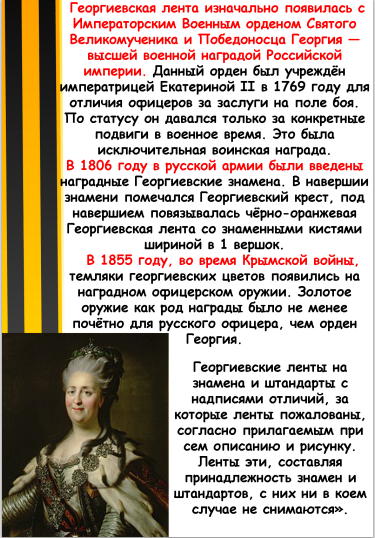 Георгиевская лента изначально появилась с
Императорским Военным орденом Святого
Великомученика и Победоносца Георгия —
высшей военной наградой Российской
империи. Данный орден был учреждён
императрицей Екатериной II в 1769 году для
отличия офицеров за заслуги на поле боя.
По статусу он давался только за конкретные
подвиги в военное время. Это была
исключительная воинская награда.
В 1806 году в русской армии были введены
наградные Георгиевские знамена. В навершии
знамени помечался Георгиевский крест, под
навершием повязывалась чёрно-оранжевая
Георгиевская лента со знаменными кистями
шириной в 1 вершок.
В 1855 году, во время Крымской войны,
темляки георгиевских цветов появились на
наградном офицерском оружии. Золотое
оружие как род награды было не менее
почётно для русского офицера, чем орден
Георгия.
Георгиевские ленты на
знамена и штандарты с
надписями отличий, за
которые ленты пожалованы,
согласно прилагаемым при
сем описанию и рисунку.
Ленты эти, составляя
принадлежность знамен и
штандартов, с них ни в коем
случае не снимаются».